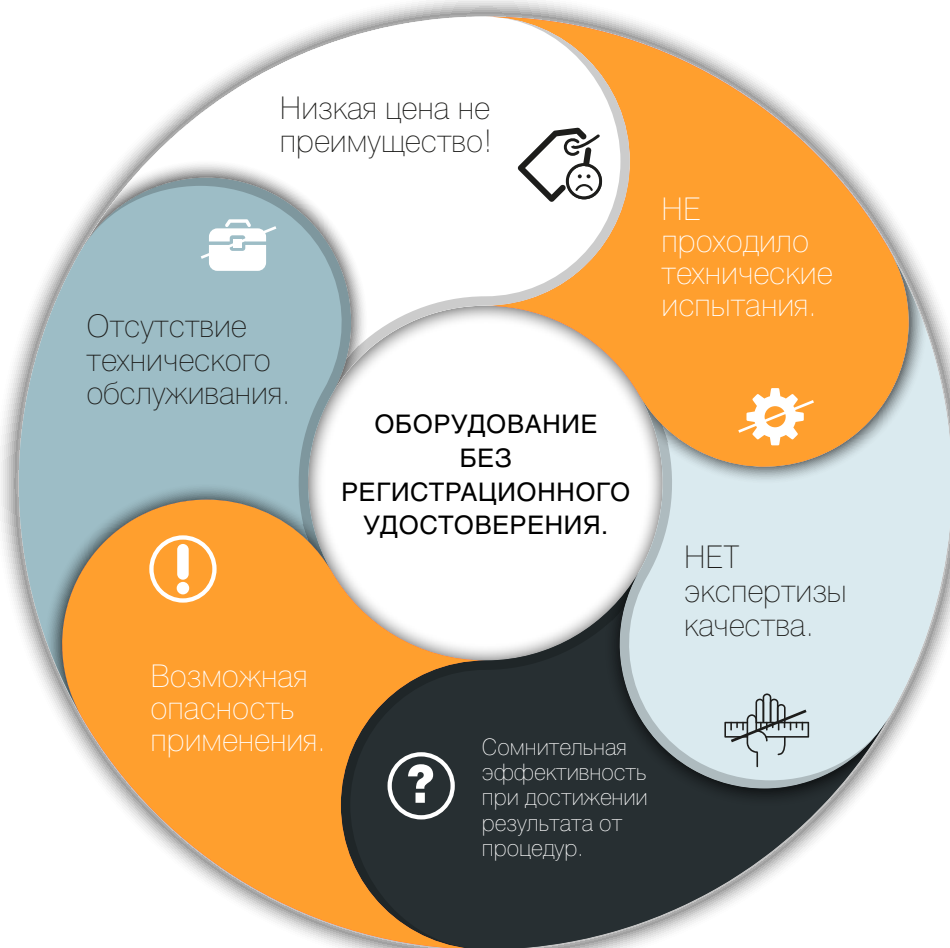 Низкая цена не
преимущество!
НЕ
проходило
технические
испытания.
Отсутствие
технического
обслуживания.
ОБОРУДОВАНИЕ
БЕЗ
РЕГИСТРАЦИОННОГО
УДОСТОВЕРЕНИЯ.
НЕТ
экспертизы
качества.
Возможная
опасность
применения.
Сомнительная
эффективность
при достижении
результата от
процедур.